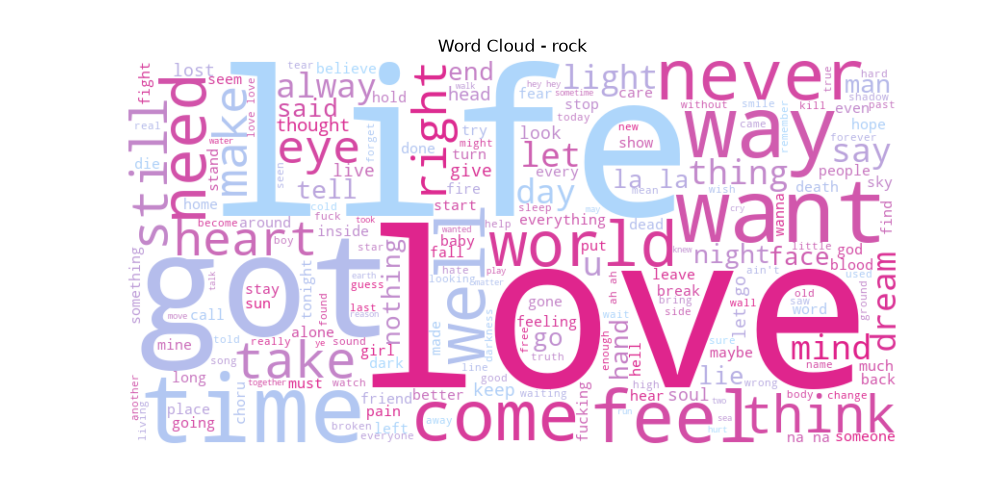 Word Cloud - rock
life
love
got
time
way
want
never
need
still
make
alway
said
thought
eye
tell
live
right
end
head
light
fear
stop
care
man
even
hope
say
thing
let
day
la la
look
try
turn
give
might
fire
start
every
everything
world
heart
well
take
come
feel
think
mind
dream
face
night
nothing
inside
around
home
stand
seem
lost
fight
real
die
water
love love
tear
believe
hold
forget
seen
done
walk
hey hey
sometime
today
new
show
without
smile
kill
true
hard
shadow
past
forever
came
remember
people
sky
death
wish
mean
sleep
may
dead
help
cold
fuck
took
become
boy
star
tonight
something
stay
sun
mine
call
talk
move
told
song
long
place
going
another
living
choru
together
must
really
alone
found
ye
sound
girl
last
guess
earth
reason
dark
watch
friend
pain
left
broken
everyone
better
away
keep
good
waiting
line
made
darkness
looking
hate
matter
play
baby
wanted
fall
u
put
knew
gone
feeling
go
free
truth
wait
ah ah
enough
hand
hell
fucking
hear
high
run
hurt
two
sea
soul
lie
wrong
maybe
sure
let go
wall
bring
side
break
leave
cry
wanna
ain't
little
god
blood
used
find
ground
old
saw
word
name
much
back
body
change
na na
someone